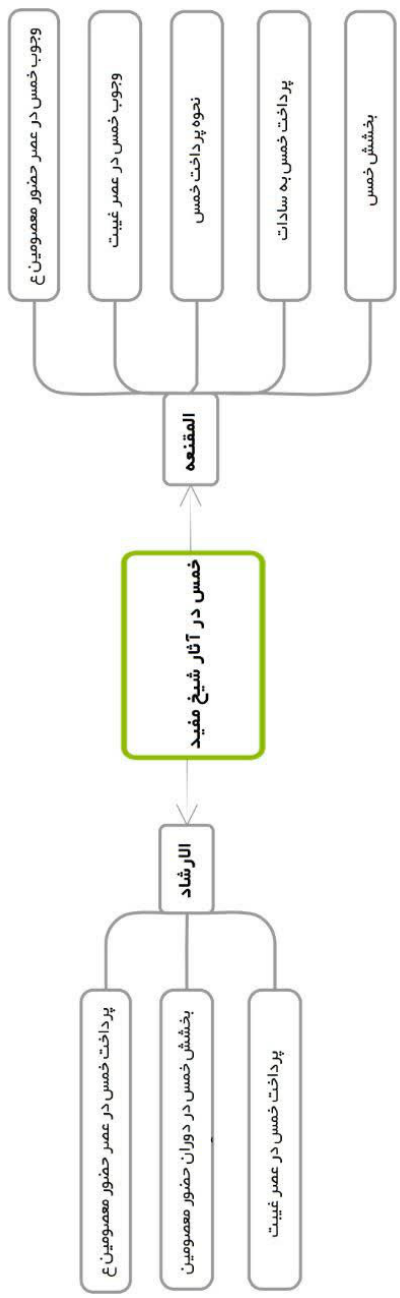 خمس در آثار شیخ مفید
المقنعه
وجوب خمس در عصر حضور معصومین ع
وجوب خمس در عصر غیبت
نحوه پرداخت خمس
پرداخت خمس به سادات
بخشش خمس
الارشاد
پرداخت خمس در عصر حضور معصومین ع
بخشش خمس در دوران حضور معصومین
پرداخت خمس در عصر غیبت